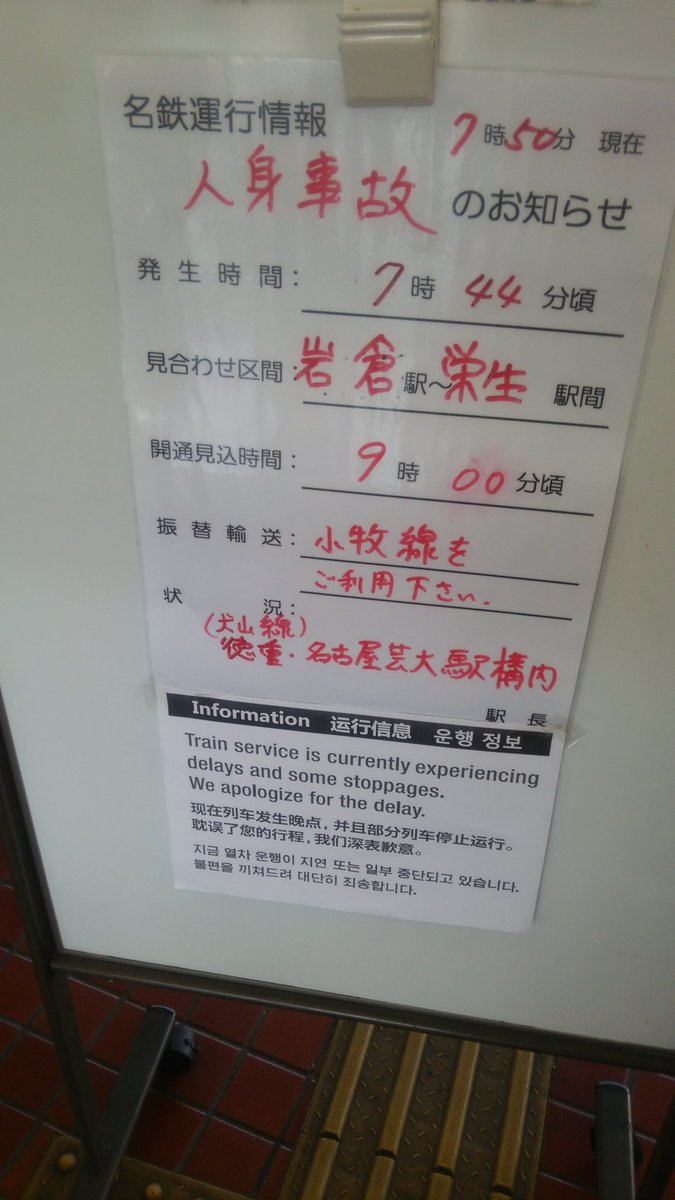 名鉄運行情報 7時50分 現在
人身事故 のお知らせ
発生時間： 7時 44分頃
見合わせ区間： 岩倉駅～栄生 駅間
開通見込時間： 9時 00分頃
振替輸送： 小牧線を
ご利用下さい.
状況：
(犬山線)
徳重・名古屋芸大駅構内
駅長
Information 运行信息 운행 정보
Train service is currently experiencing
delays and some stoppages.
We apologize for the delay.
现在列车发生晚点，并且部分列车停止运行。
耽误了您的行程，我们深表歉意。
지금 열차 운행이 지연 또는 일부 중단되고 있습니다.
불편을 끼쳐드려 대단히 죄송합니다.